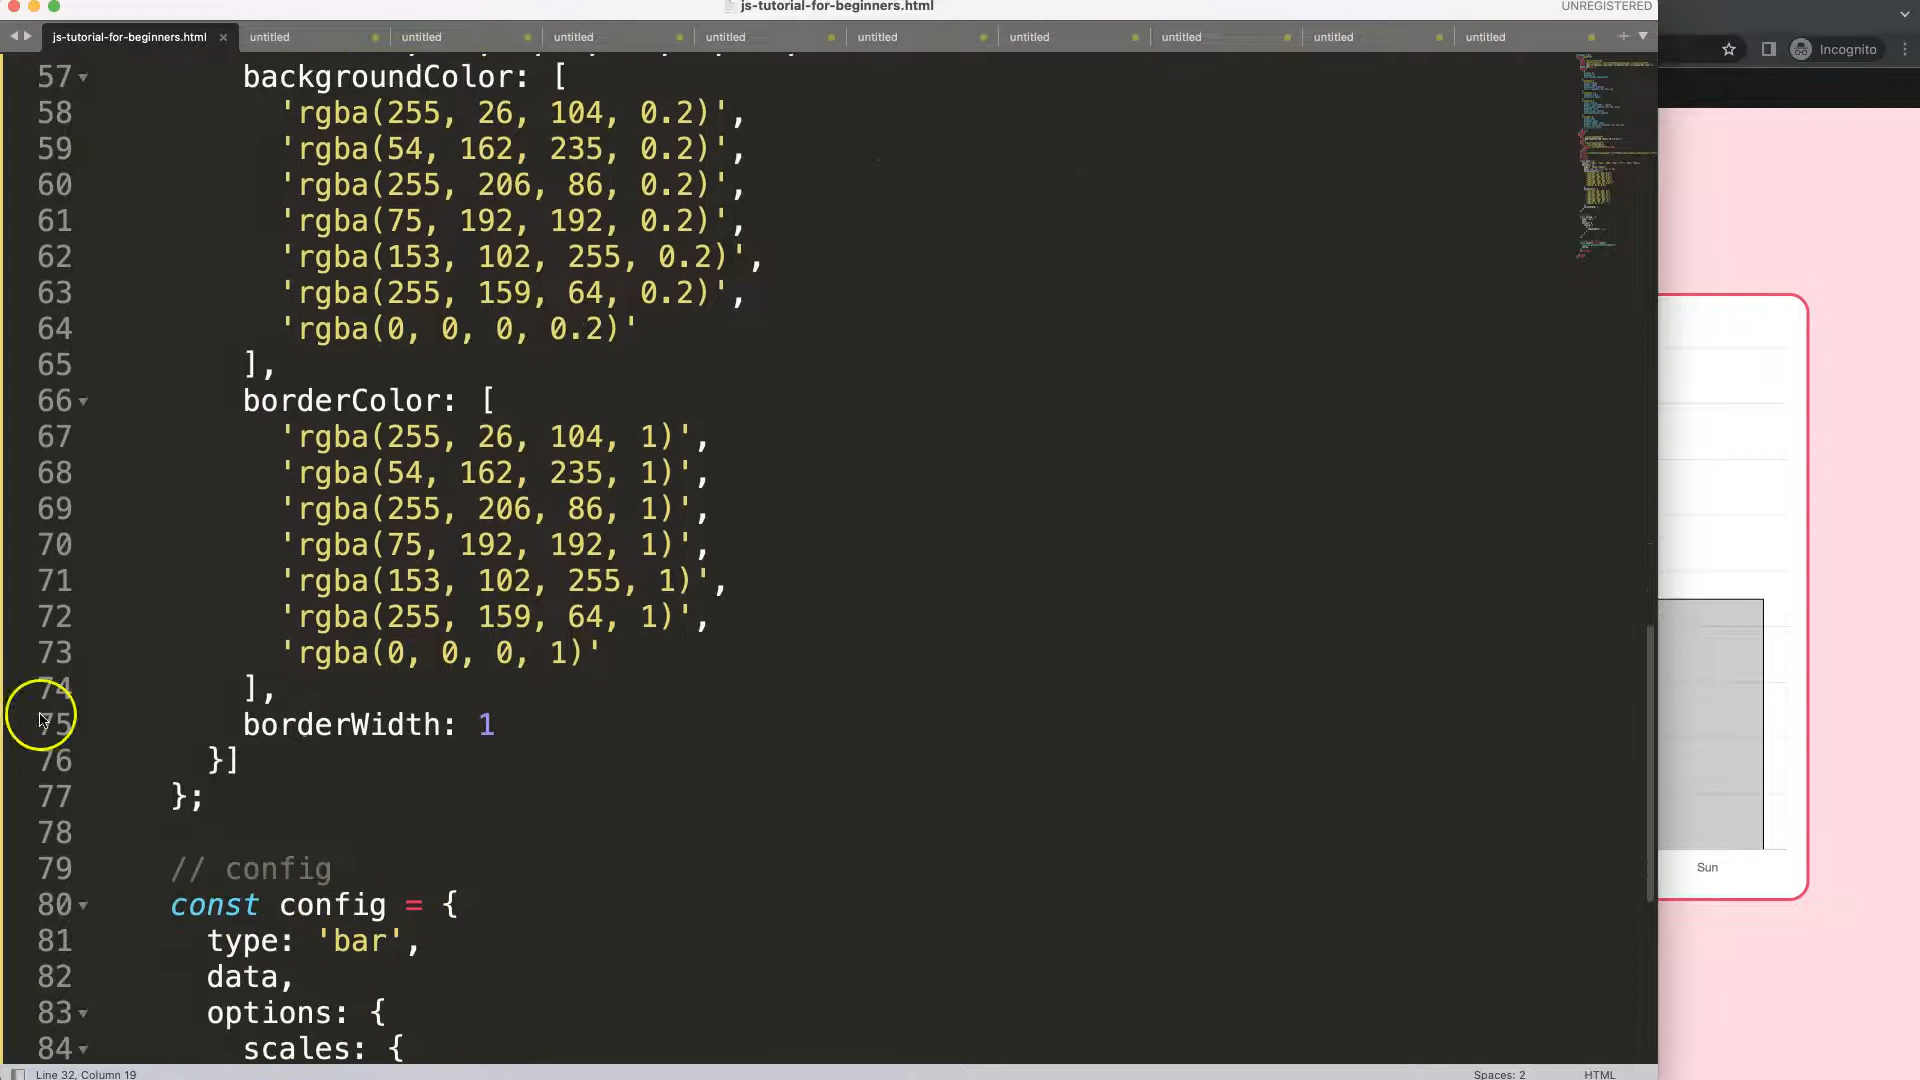 js-tutorial-for-beginners.html
UNREGISTERED
js-tutorial-for-beginners.html × untitled untitled untitled untitled untitled untitled untitled untitled untitled
Incognito
57 backgroundColor: [
58 'rgba(255, 26, 104, 0.2)',
59 'rgba(54, 162, 235, 0.2)',
60 'rgba(255, 206, 86, 0.2)',
61 'rgba(75, 192, 192, 0.2)',
62 'rgba(153, 102, 255, 0.2)',
63 'rgba(255, 159, 64, 0.2)',
64 'rgba(0, 0, 0, 0.2)'
65 ],
66 borderColor: [
67 'rgba(255, 26, 104, 1)',
68 'rgba(54, 162, 235, 1)',
69 'rgba(255, 206, 86, 1)',
70 'rgba(75, 192, 192, 1)',
71 'rgba(153, 102, 255, 1)',
72 'rgba(255, 159, 64, 1)',
73 'rgba(0, 0, 0, 1)'
74 ],
75 borderWidth: 1
76 }]
77 };
78
79 // config
80 const config = {
81 type: 'bar',
82 data,
83 options: {
84 scales: {
Sun
Line 32, Column 19
Spaces: 2
HTML